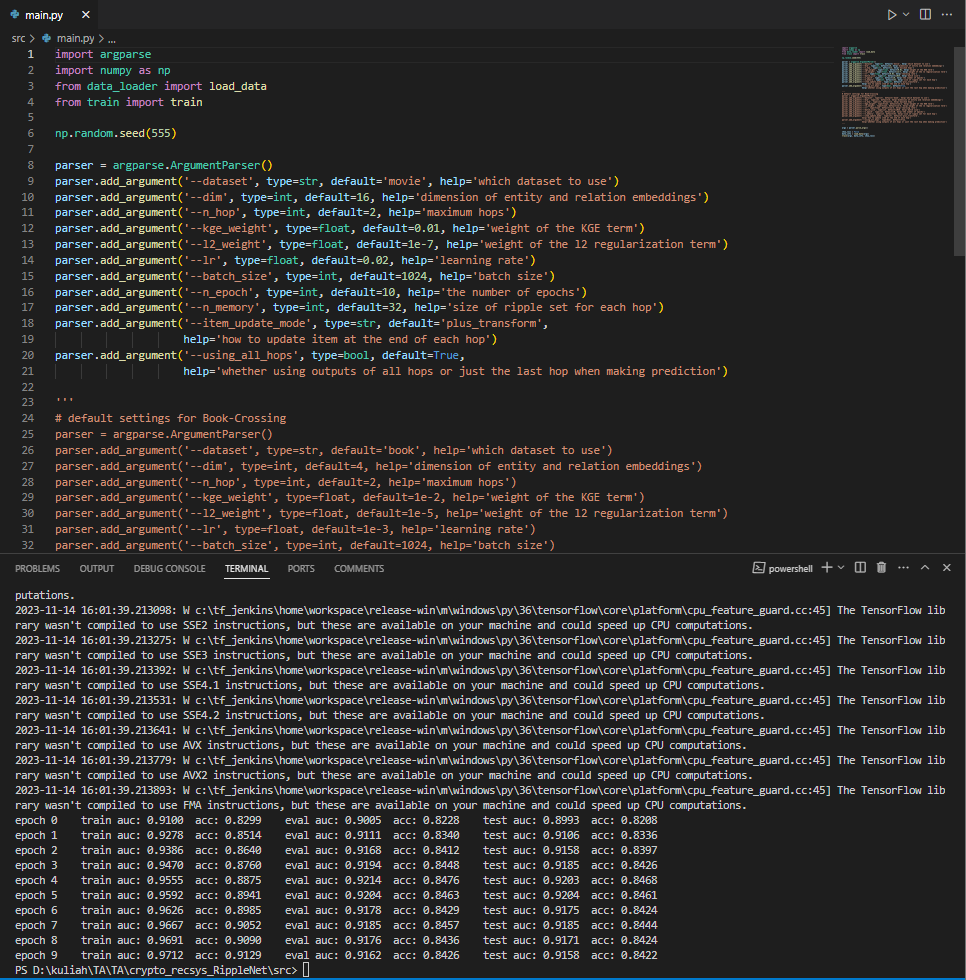 main.py
src > main.py > ...
1 import argparse
2 import numpy as np
3 from data_loader import load_data
4 from train import train
5
6 np.random.seed(555)
7
8 parser = argparse.ArgumentParser()
9 parser.add_argument('--dataset', type=str, default='movie', help='which dataset to use')
10 parser.add_argument('--dim', type=int, default=16, help='dimension of entity and relation embeddings')
11 parser.add_argument('--n_hop', type=int, default=2, help='maximum hops')
12 parser.add_argument('--kge_weight', type=float, default=0.01, help='weight of the KGE term')
13 parser.add_argument('--l2_weight', type=float, default=1e-7, help='weight of the l2 regularization term')
14 parser.add_argument('--lr', type=float, default=0.02, help='learning rate')
15 parser.add_argument('--batch_size', type=int, default=1024, help='batch size')
16 parser.add_argument('--n_epoch', type=int, default=10, help='the number of epochs')
17 parser.add_argument('--n_memory', type=int, default=32, help='size of ripple set for each hop')
18 parser.add_argument('--item_update_mode', type=str, default='plus_transform',
19 help='how to update item at the end of each hop')
20 parser.add_argument('--using_all_hops', type=bool, default=True,
21 help='whether using outputs of all hops or just the last hop when making prediction')
22
23 '''
24 # default settings for Book-Crossing
25 parser = argparse.ArgumentParser()
26 parser.add_argument('--dataset', type=str, default='book', help='which dataset to use')
27 parser.add_argument('--dim', type=int, default=4, help='dimension of entity and relation embeddings')
28 parser.add_argument('--n_hop', type=int, default=2, help='maximum hops')
29 parser.add_argument('--kge_weight', type=float, default=1e-2, help='weight of the KGE term')
30 parser.add_argument('--l2_weight', type=float, default=1e-5, help='weight of the l2 regularization term')
31 parser.add_argument('--lr', type=float, default=1e-3, help='learning rate')
32 parser.add_argument('--batch_size', type=int, default=1024, help='batch size')
PROBLEMS OUTPUT DEBUG CONSOLE TERMINAL PORTS COMMENTS powershell
putations.
2023-11-14 16:01:39.213098: W c:\tf_jenkins\home\workspace\release-win\m\windows\py\36\tensorflow\core\platform\cpu_feature_guard.cc:45] The TensorFlow lib
rary wasn't compiled to use SSE2 instructions, but these are available on your machine and could speed up CPU computations.
2023-11-14 16:01:39.213275: W c:\tf_jenkins\home\workspace\release-win\m\windows\py\36\tensorflow\core\platform\cpu_feature_guard.cc:45] The TensorFlow lib
rary wasn't compiled to use SSE3 instructions, but these are available on your machine and could speed up CPU computations.
2023-11-14 16:01:39.213392: W c:\tf_jenkins\home\workspace\release-win\m\windows\py\36\tensorflow\core\platform\cpu_feature_guard.cc:45] The TensorFlow lib
rary wasn't compiled to use SSE4.1 instructions, but these are available on your machine and could speed up CPU computations.
2023-11-14 16:01:39.213531: W c:\tf_jenkins\home\workspace\release-win\m\windows\py\36\tensorflow\core\platform\cpu_feature_guard.cc:45] The TensorFlow lib
rary wasn't compiled to use SSE4.2 instructions, but these are available on your machine and could speed up CPU computations.
2023-11-14 16:01:39.213641: W c:\tf_jenkins\home\workspace\release-win\m\windows\py\36\tensorflow\core\platform\cpu_feature_guard.cc:45] The TensorFlow lib
rary wasn't compiled to use AVX instructions, but these are available on your machine and could speed up CPU computations.
2023-11-14 16:01:39.213779: W c:\tf_jenkins\home\workspace\release-win\m\windows\py\36\tensorflow\core\platform\cpu_feature_guard.cc:45] The TensorFlow lib
rary wasn't compiled to use AVX2 instructions, but these are available on your machine and could speed up CPU computations.
2023-11-14 16:01:39.213893: W c:\tf_jenkins\home\workspace\release-win\m\windows\py\36\tensorflow\core\platform\cpu_feature_guard.cc:45] The TensorFlow lib
rary wasn't compiled to use FMA instructions, but these are available on your machine and could speed up CPU computations.
epoch 0 train auc: 0.9100 acc: 0.8299 eval auc: 0.9005 acc: 0.8228 test auc: 0.8993 acc: 0.8208
epoch 1 train auc: 0.9278 acc: 0.8514 eval auc: 0.9111 acc: 0.8340 test auc: 0.9106 acc: 0.8336
epoch 2 train auc: 0.9386 acc: 0.8640 eval auc: 0.9168 acc: 0.8412 test auc: 0.9158 acc: 0.8397
epoch 3 train auc: 0.9470 acc: 0.8760 eval auc: 0.9194 acc: 0.8448 test auc: 0.9185 acc: 0.8426
epoch 4 train auc: 0.9555 acc: 0.8875 eval auc: 0.9214 acc: 0.8476 test auc: 0.9203 acc: 0.8468
epoch 5 train auc: 0.9592 acc: 0.8941 eval auc: 0.9204 acc: 0.8463 test auc: 0.9204 acc: 0.8461
epoch 6 train auc: 0.9626 acc: 0.8985 eval auc: 0.9178 acc: 0.8429 test auc: 0.9175 acc: 0.8424
epoch 7 train auc: 0.9667 acc: 0.9052 eval auc: 0.9185 acc: 0.8457 test auc: 0.9185 acc: 0.8444
epoch 8 train auc: 0.9691 acc: 0.9090 eval auc: 0.9176 acc: 0.8436 test auc: 0.9171 acc: 0.8424
epoch 9 train auc: 0.9712 acc: 0.9129 eval auc: 0.9162 acc: 0.8426 test auc: 0.9158 acc: 0.8422
PS D:\kuliah\TA\TA\crypto_recsys_RippleNet\src>